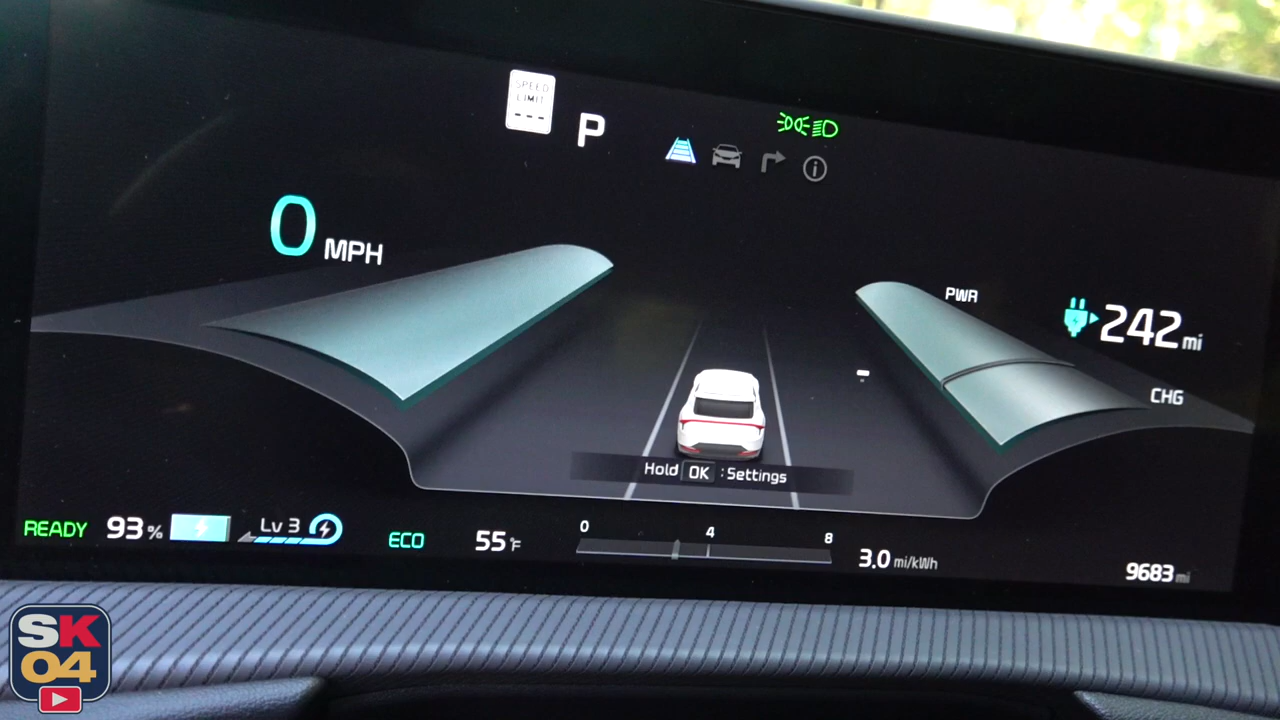 SPEED
LIMIT
---
P
0 MPH
PWR
242 mi
CHG
Hold OK : Settings
READY 93 % Lv 3 ECO 55 °F
0 4 8
3.0 mi/kWh
9683 mi
SK
04